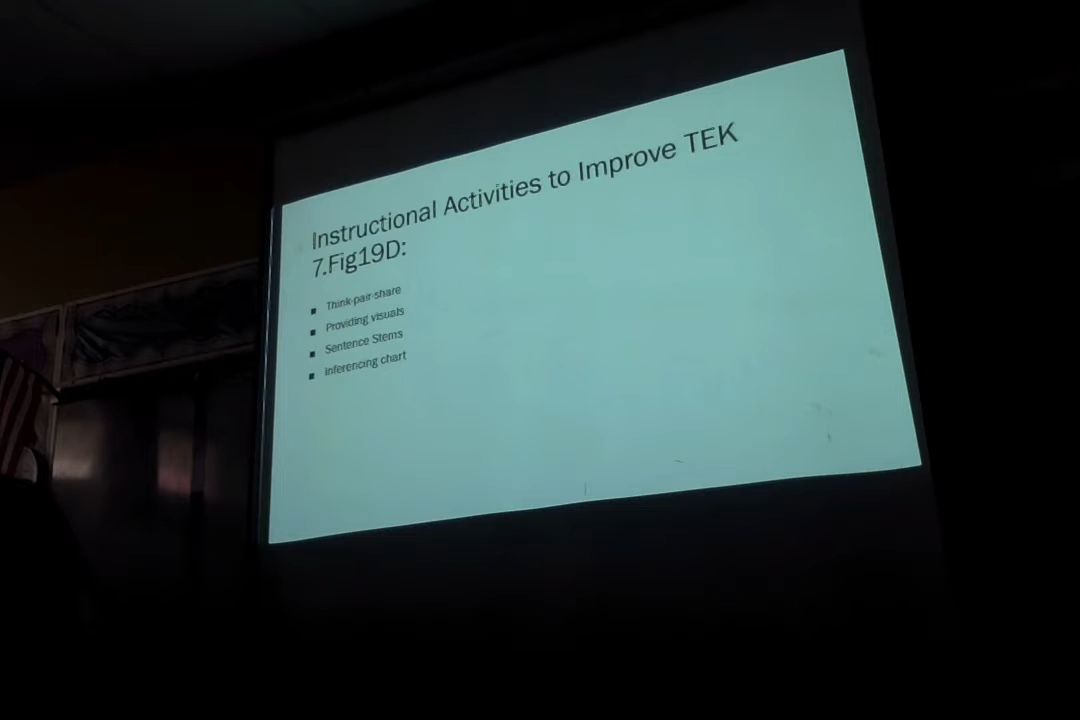 Instructional Activities to Improve TEK
7.Fig19D:
Think-pair-share
Providing visuals
Sentence Stems
Inferencing chart